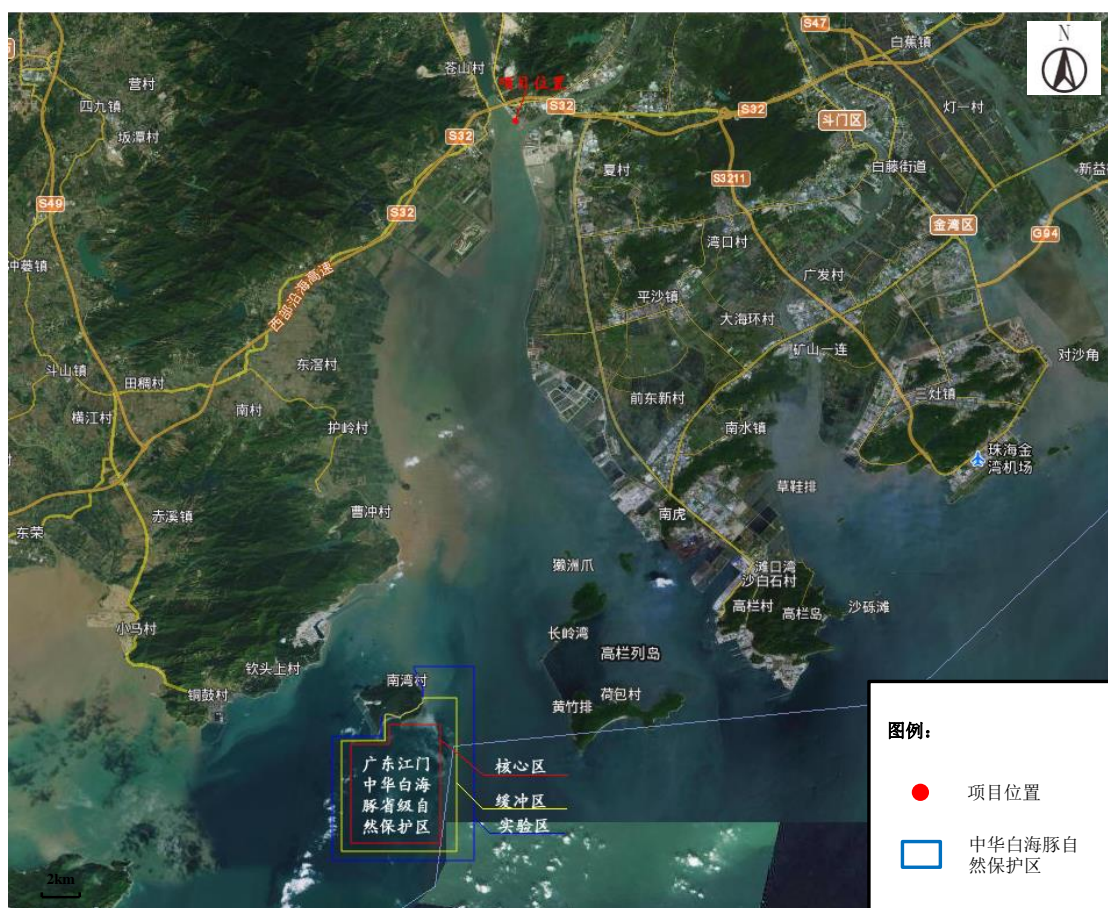 S47
白蕉镇
N
苍山村
项目位置
营村
四九镇
坂潭村
S32
S32
S32
灯一村
斗门区
夏村
白藤街道
新益
S3211
S49
S32
金湾区
G94
湾口村
冲蒌镇
广发村
西部沿海高速
平沙镇
大海环村
矿山一连
对沙角
斗山镇
田稠村
东滘村
三灶镇
横江村
南村
前东新村
护岭村
南水镇
珠海金
湾机场
草鞋排
赤溪镇
曹冲村
南虎
东荣
獭洲爪
滩口湾
沙白石村
高栏村
高栏岛
沙砾滩
小马村
长岭湾
高栏列岛
钦头上村
南湾村
铜鼓村
黄竹排
荷包村
图例：
广东江门
中华白海
豚省级自
然保护区
核心区
缓冲区
实验区
项目位置
中华白海豚自
然保护区
2km